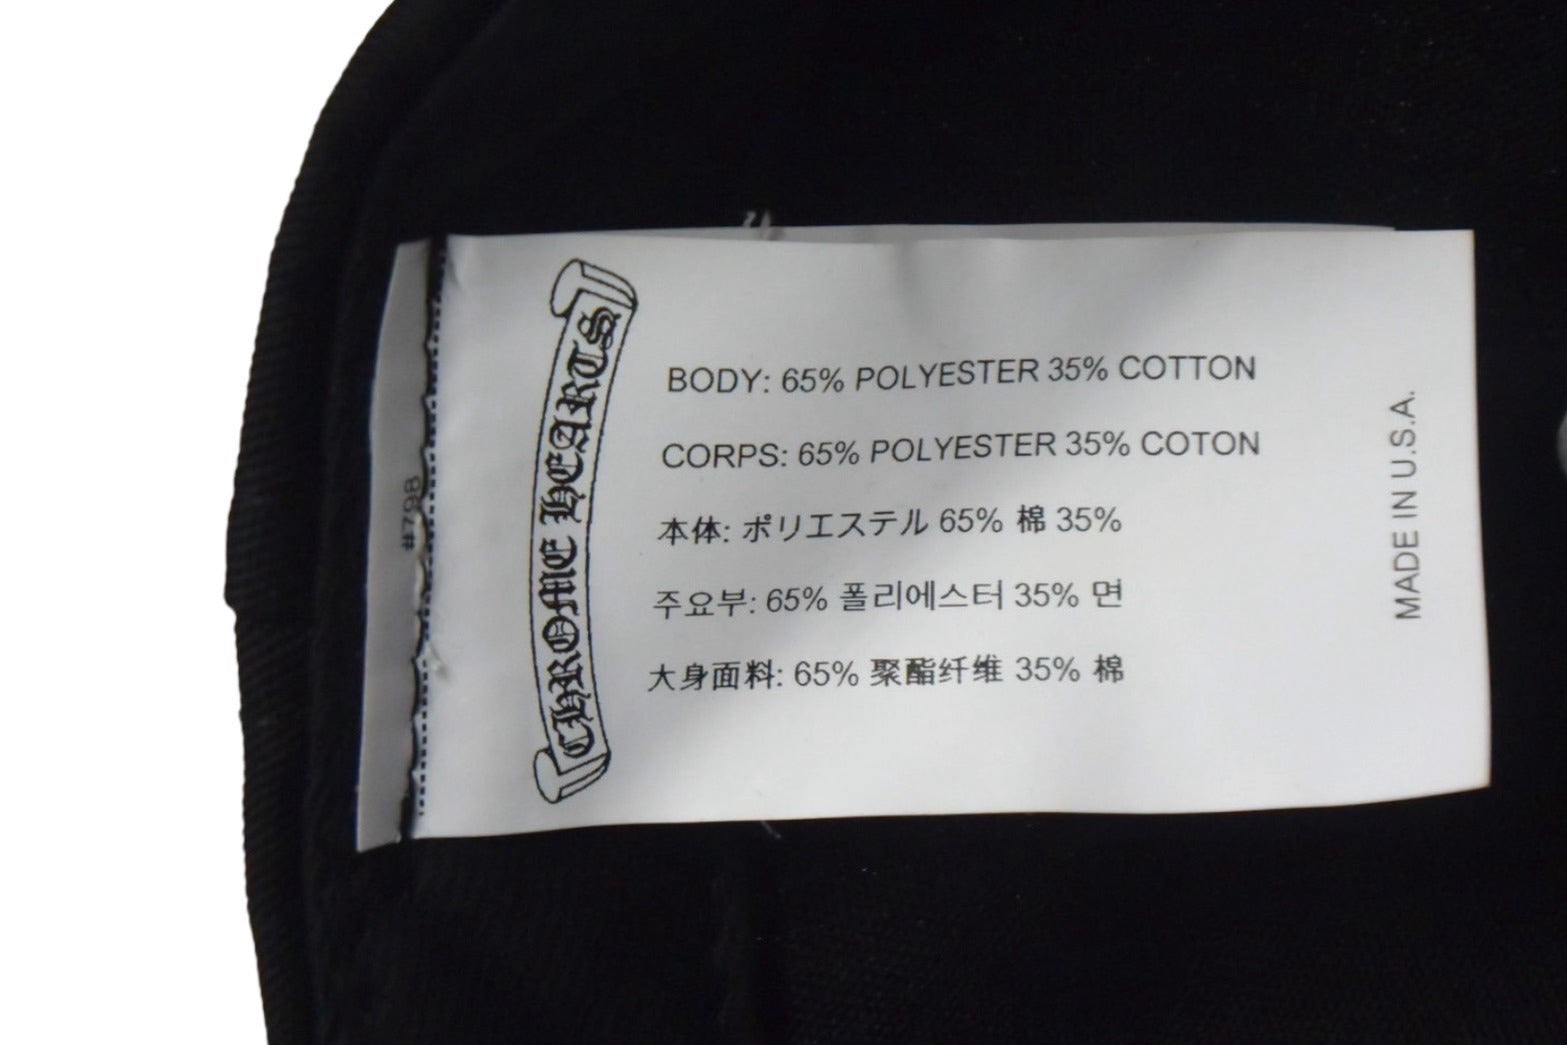 #798
CHROME HEARTS
BODY: 65% POLYESTER 35% COTTON
CORPS: 65% POLYESTER 35% COTON
本体: ポリエステル 65% 棉 35%
주요부: 65% 폴리에스터 35% 면
大身面料: 65% 聚酯纤维 35% 棉
MADE IN U.S.A.